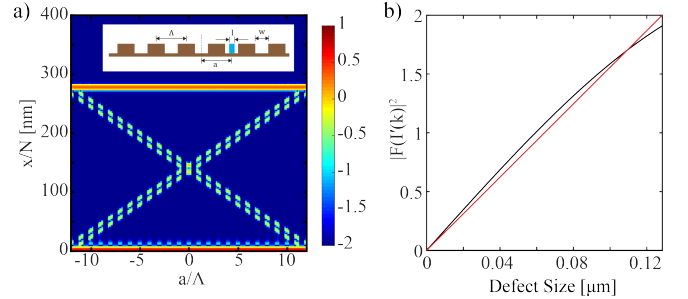 a)
400
300
200
100
0
x/N [nm]
-10
-5
0
5
10
a/Λ
Λ
a
l
w
1
0.5
0
-0.5
-1
-1.5
-2
b)
2
1.5
1
0.5
0
|F(Γ(k)|²
0
0.04
0.08
0.12
Defect Size [μm]